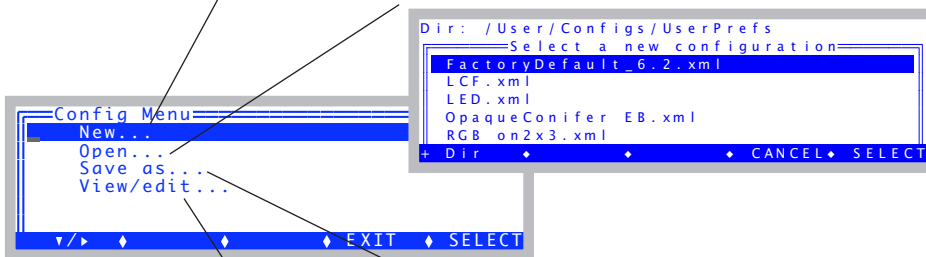 Dir: /User/Configs/UserPrefs
Select a new configuration
FactoryDefault_6.2.xml
LCF.xml
LED.xml
OpaqueConifer EB.xml
RGB on2x3.xml
+ Dir ◆ ◆ ◆ CANCEL◆ SELECT
Config Menu
New...
Open...
Save as...
View/edit...
▼/▶ ♦ ♦ ♦ EXIT ♦ SELECT